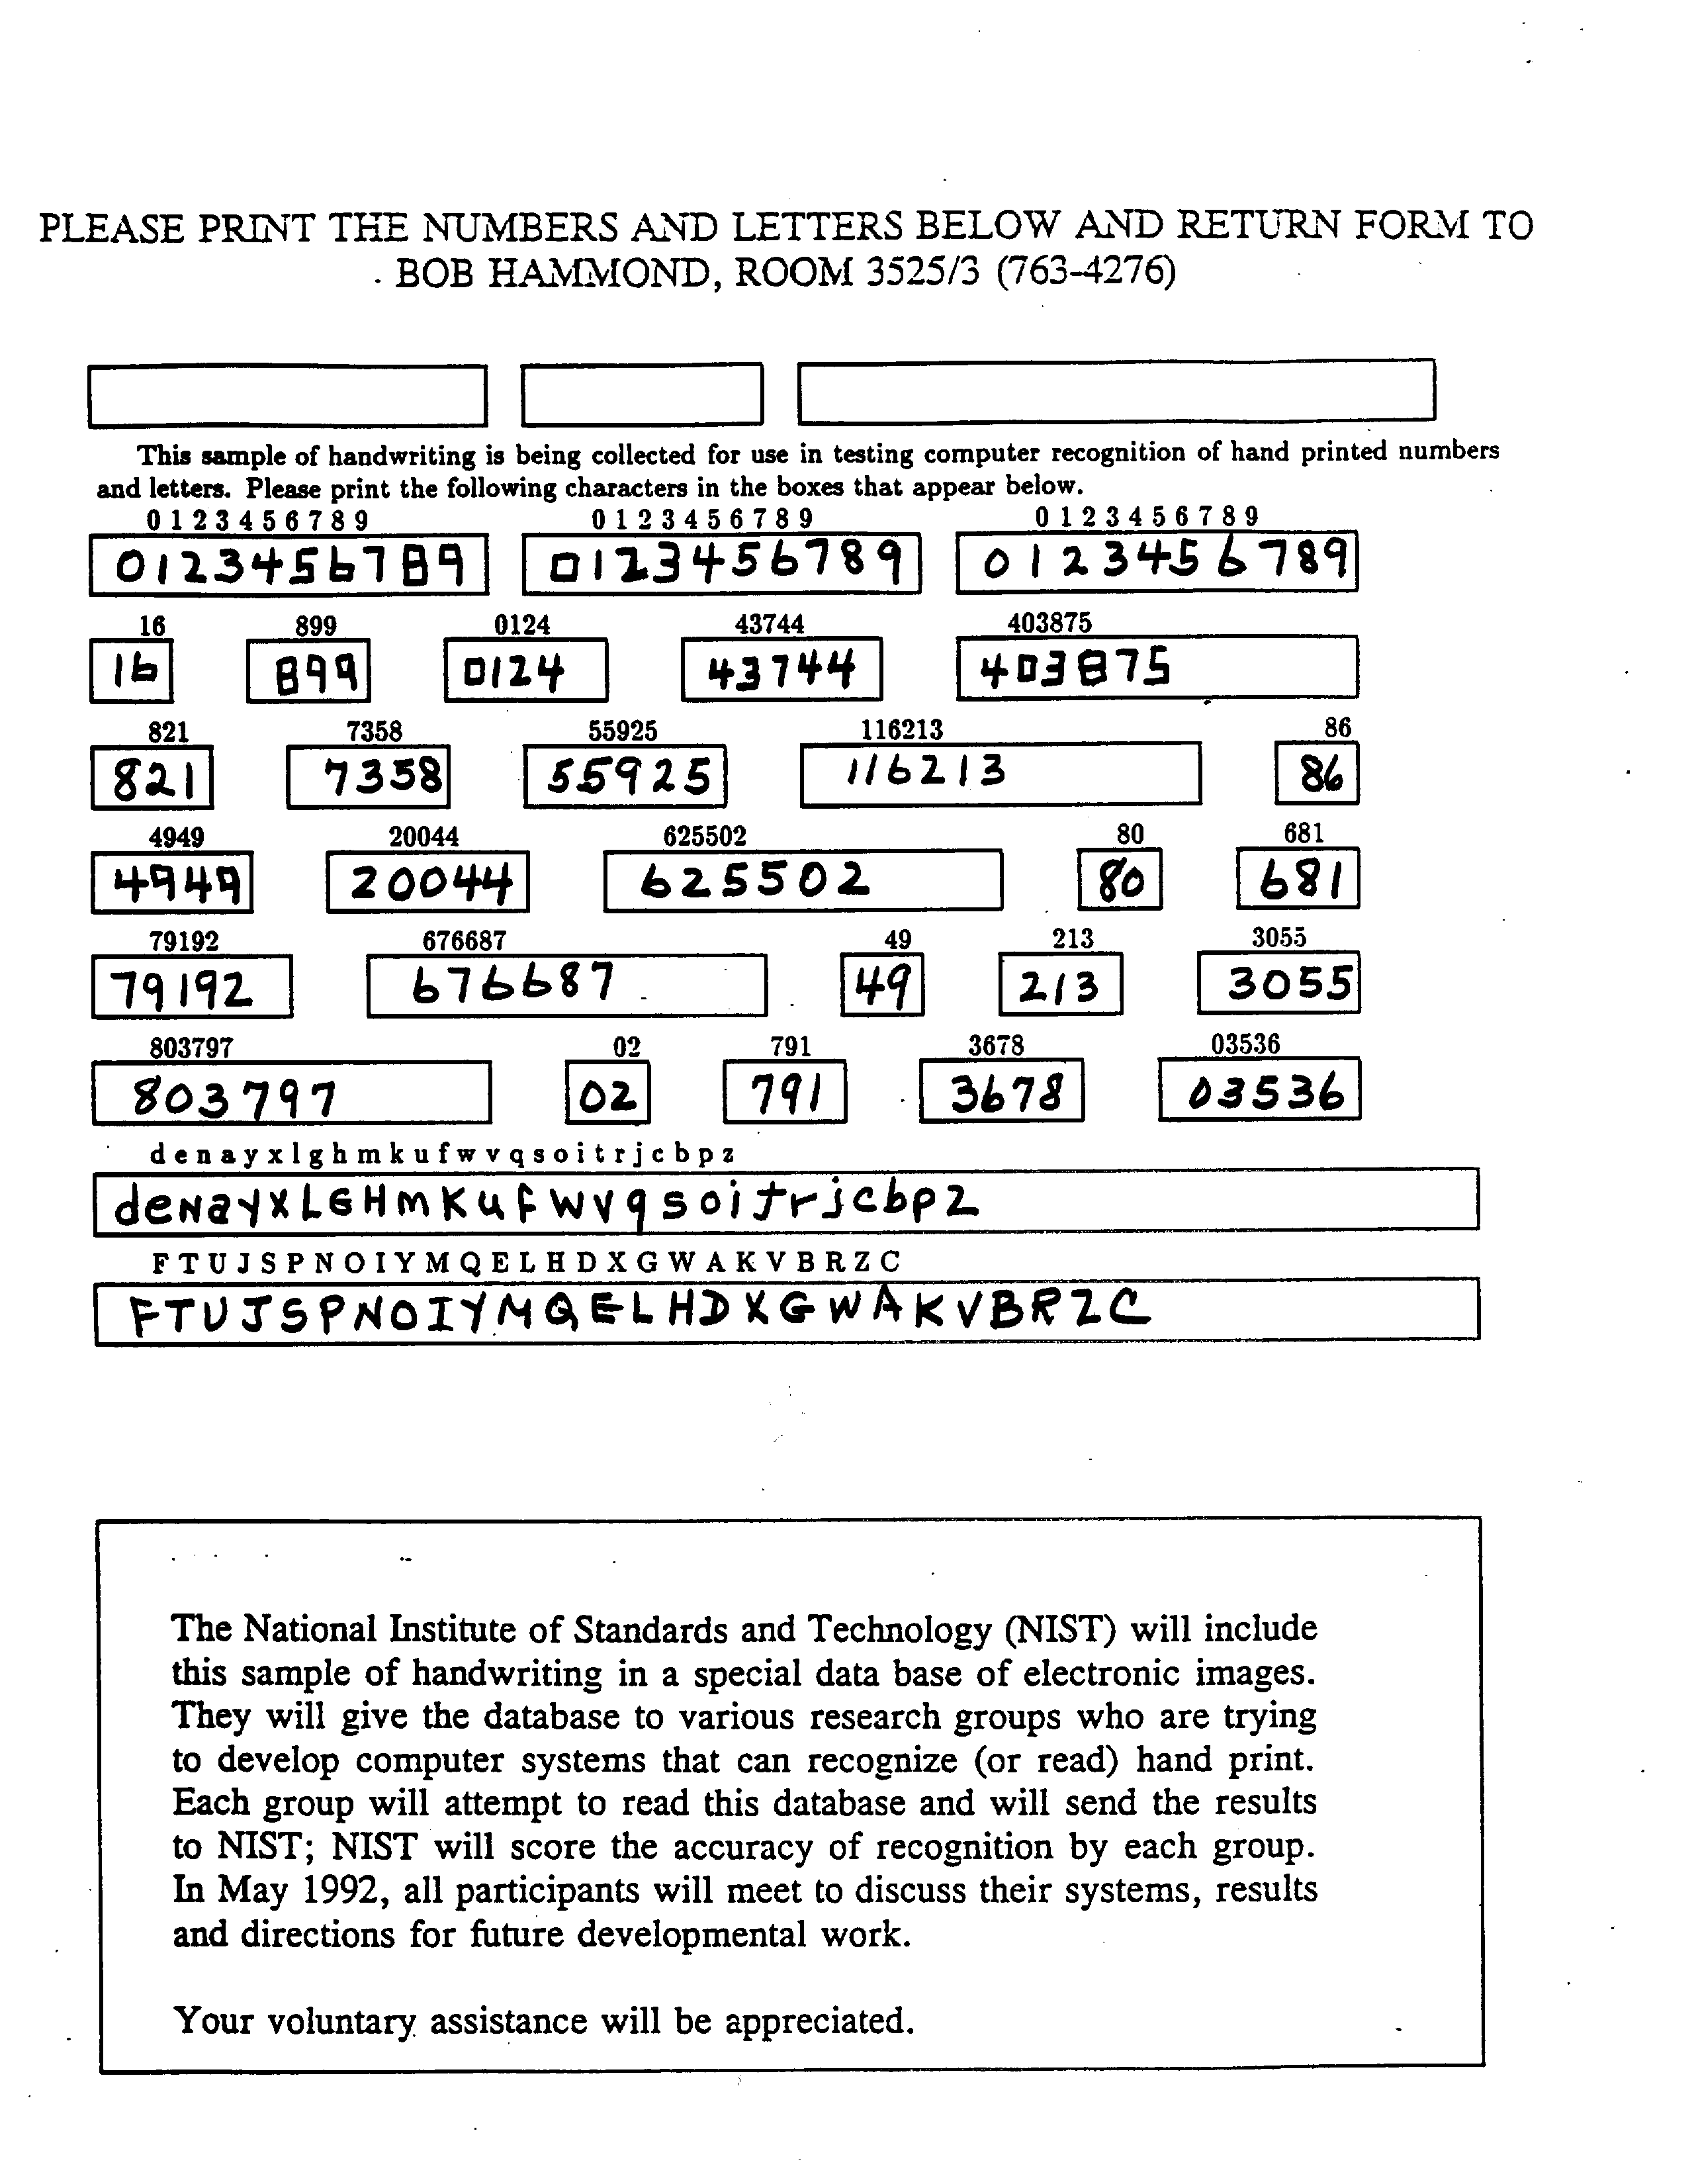 PLEASE PRINT THE NUMBERS AND LETTERS BELOW AND RETURN FORM TO
BOB HAMMOND, ROOM 3525/3 (763-4276)
This sample of handwriting is being collected for use in testing computer recognition of hand printed numbers
and letters. Please print the following characters in the boxes that appear below.
0 1 2 3 4 5 6 7 8 9 0 1 2 3 4 5 6 7 8 9 0 1 2 3 4 5 6 7 8 9
0123456789 0123456789 0123456789
16 899 0124 43744 403875
16 899 0124 43744 403875
821 7358 55925 116213 86
821 7358 55925 116213 86
4949 20044 625502 80 681
4949 20044 625502 80 681
79192 676687 49 213 3055
79192 676687 49 213 3055
803797 02 791 3678 03536
803797 02 791 3678 03536
d e n a y x l g h m k u f w v q s o i t r j c b p z
deNayXLGHmKufwvqsoitrjcbpz
F T U J S P N O I Y M Q E L H D X G W A K V B R Z C
FTUJSPNOIYMQELHDXGWAKVBRZC
The National Institute of Standards and Technology (NIST) will include
this sample of handwriting in a special data base of electronic images.
They will give the database to various research groups who are trying
to develop computer systems that can recognize (or read) hand print.
Each group will attempt to read this database and will send the results
to NIST; NIST will score the accuracy of recognition by each group.
In May 1992, all participants will meet to discuss their systems, results
and directions for future developmental work.
Your voluntary assistance will be appreciated.